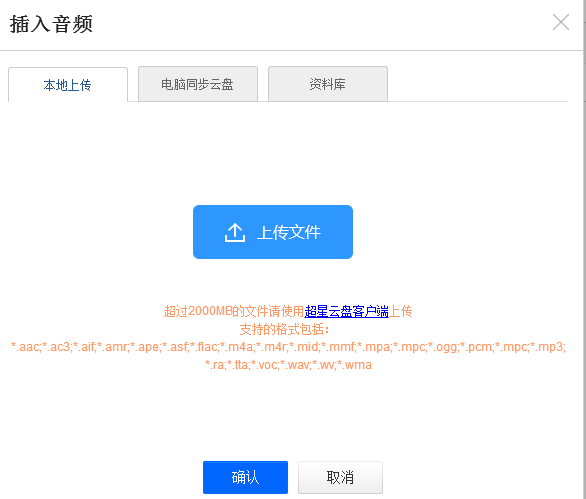 插入音频
本地上传
电脑同步云盘
资料库
上传文件
超过2000MB的文件请使用超星云盘客户端上传
支持的格式包括：
*.aac;*.ac3;*.aif;*.amr;*.ape;*.asf;*.flac;*.m4a;*.m4r;*.mid;*.mmf;*.mpa;*.mpc;*.ogg;*.pcm;*.mpc;*.mp3;
*.ra;*.tta;*.voc;*.wav;*.wv;*.wma
确认
取消